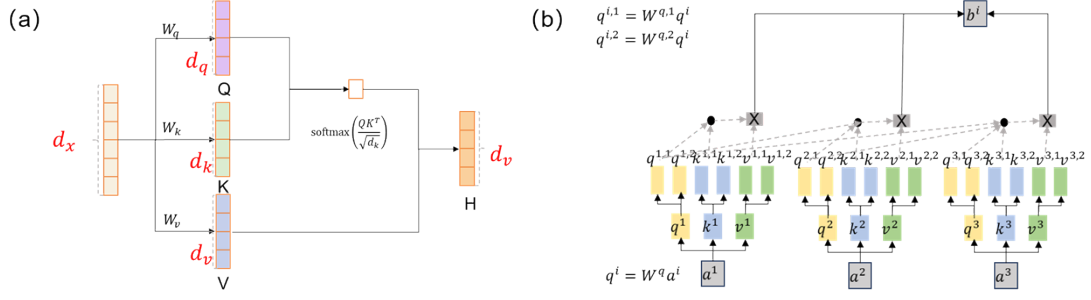 (a)
W_q
d_q
Q
d_x
W_k
d_k
K
softmax(QK^T/√d_k)
d_v
H
W_v
d_v
V
(b)
q^{i,1} = W^{q,1}q^i
q^{i,2} = W^{q,2}q^i
b^i
X X X
q^{1,1} q^{1,2} k^{1,1} k^{1,2} v^{1,1} v^{1,2} q^{2,1} q^{2,2} k^{2,1} k^{2,2} v^{2,1} v^{2,2} q^{3,1} q^{3,2} k^{3,1} k^{3,2} v^{3,1} v^{3,2}
q^1 k^1 v^1 q^2 k^2 v^2 q^3 k^3 v^3
q^i = W^q a^i
a^1 a^2 a^3